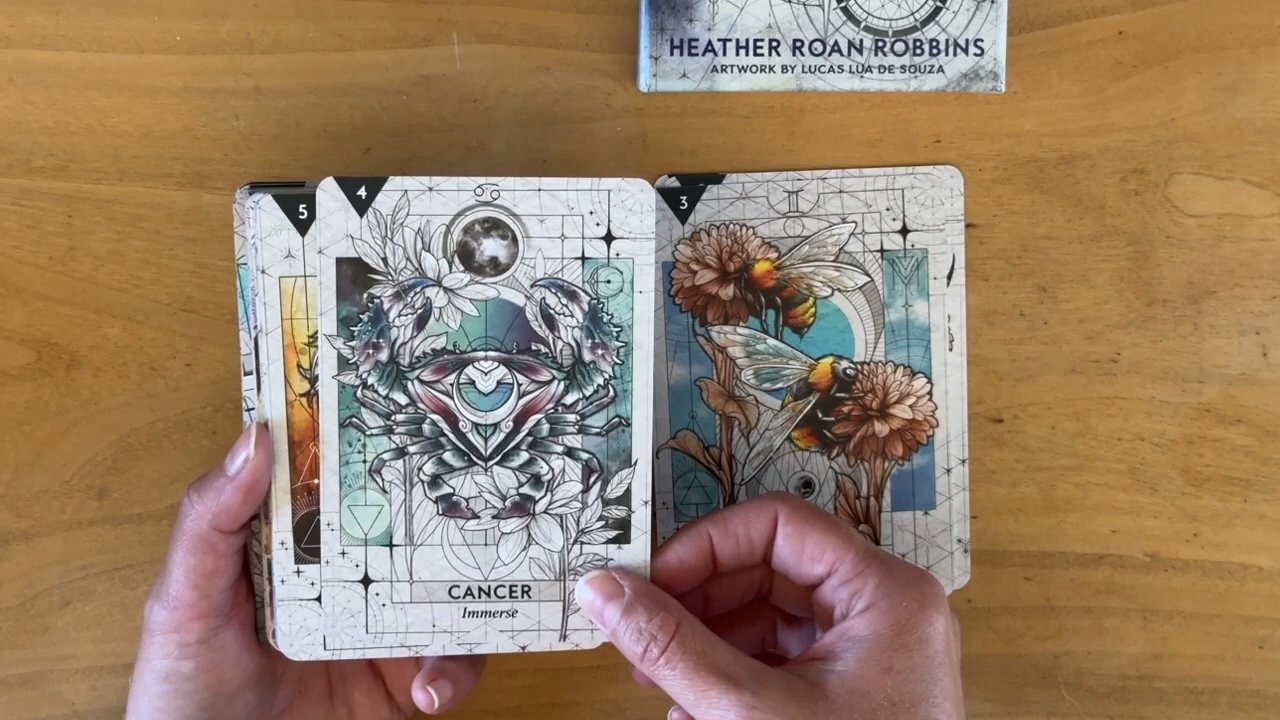 HEATHER ROAN ROBBINS
ARTWORK BY LUCAS LUA DE SOUZA
5
4
♋
3
♊
CANCER
Immerse